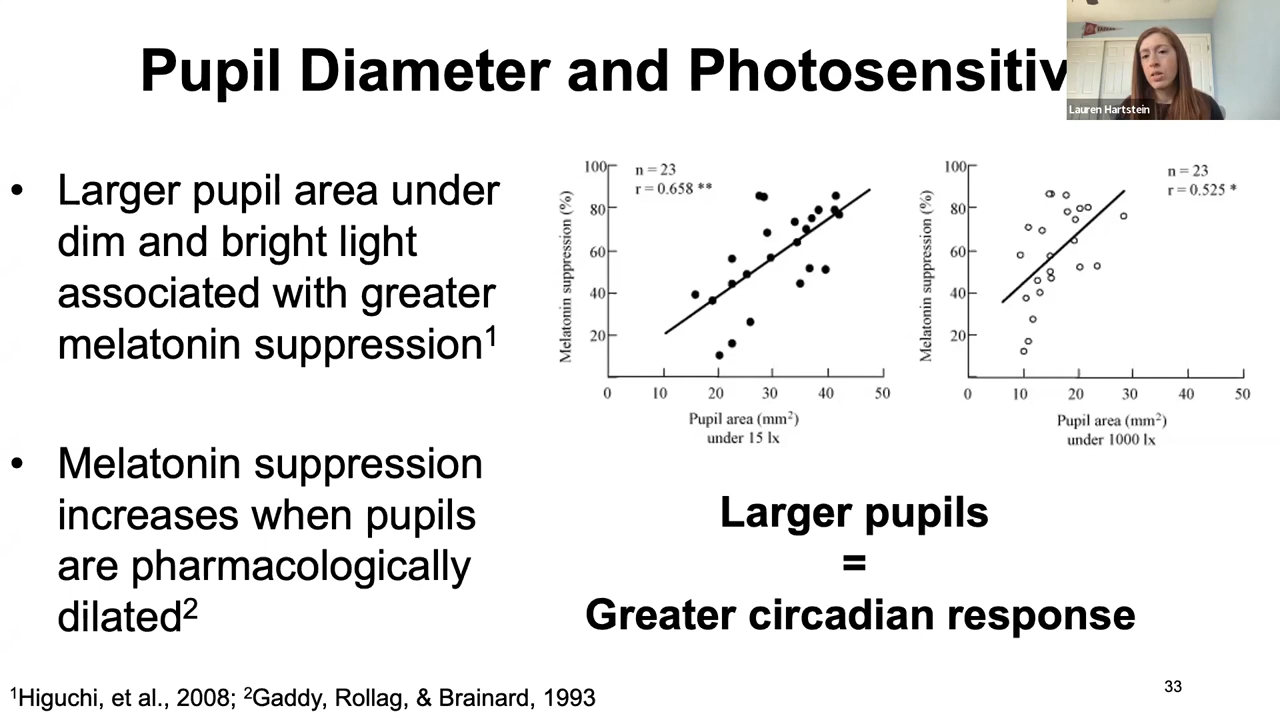 Pupil Diameter and Photosensitiv
Lauren Hartstein
• Larger pupil area under
dim and bright light
associated with greater
melatonin suppression1
• Melatonin suppression
increases when pupils
are pharmacologically
dilated2
n = 23
r = 0.658 **
Melatonin suppression (%)
100
80
60
40
20
0 10 20 30 40 50
Pupil area (mm2)
under 15 lx
n = 23
r = 0.525 *
Melatonin suppression (%)
100
80
60
40
20
0 10 20 30 40 50
Pupil area (mm2)
under 1000 lx
Larger pupils
=
Greater circadian response
1Higuchi, et al., 2008; 2Gaddy, Rollag, & Brainard, 1993
33